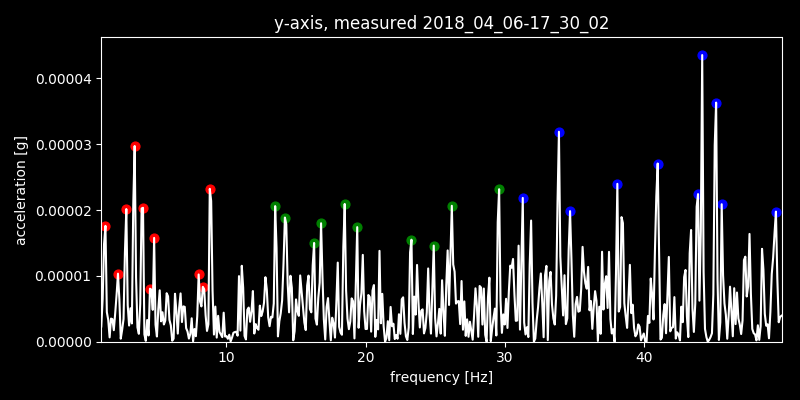 y-axis, measured 2018_04_06-17_30_02
acceleration [g]
0.00004
0.00003
0.00002
0.00001
0.00000
10 20 30 40
frequency [Hz]